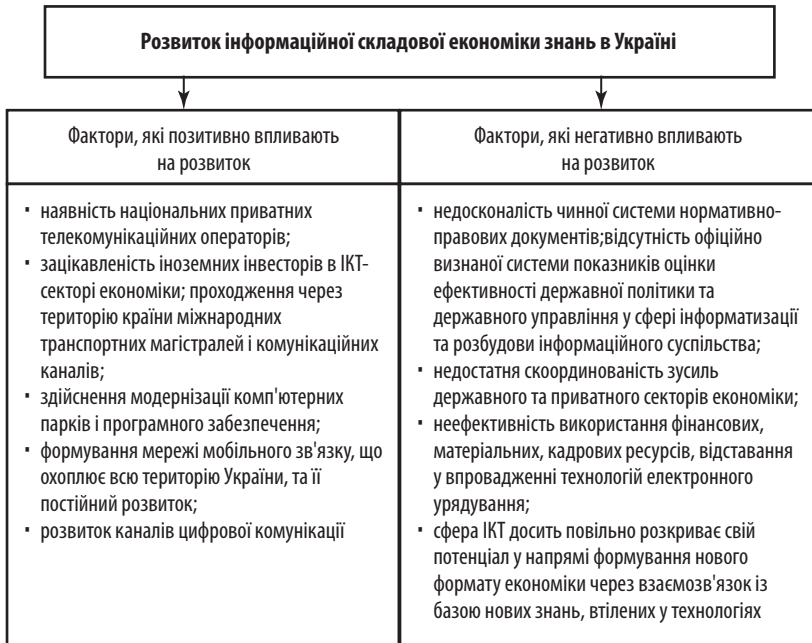 Розвиток інформаційної складової економіки знань в Україні
Фактори, які позитивно впливають
на розвиток
• наявність національних приватних
телекомунікаційних операторів;
• зацікавленість іноземних інвесторів в ІКТ-
секторі економіки; проходження через
територію країни міжнародних
транспортних магістралей і комунікаційних
каналів;
• здійснення модернізації комп'ютерних
парків і програмного забезпечення;
• формування мережі мобільного зв'язку, що
охоплює всю територію України, та її
постійний розвиток;
• розвиток каналів цифрової комунікації
Фактори, які негативно впливають
на розвиток
• недосконалість чинної системи нормативно-
правових документів;відсутність офіційно
визнаної системи показників оцінки
ефективності державної політики та
державного управління у сфері інформатизації
та розбудови інформаційного суспільства;
• недостатня скоординованість зусиль
державного та приватного секторів економіки;
• неефективність використання фінансових,
матеріальних, кадрових ресурсів, відставання
у впровадженні технологій електронного
урядування;
• сфера ІКТ досить повільно розкриває свій
потенціал у напрямі формування нового
формату економіки через взаємозв'язок із
базою нових знань, втілених у технологіях